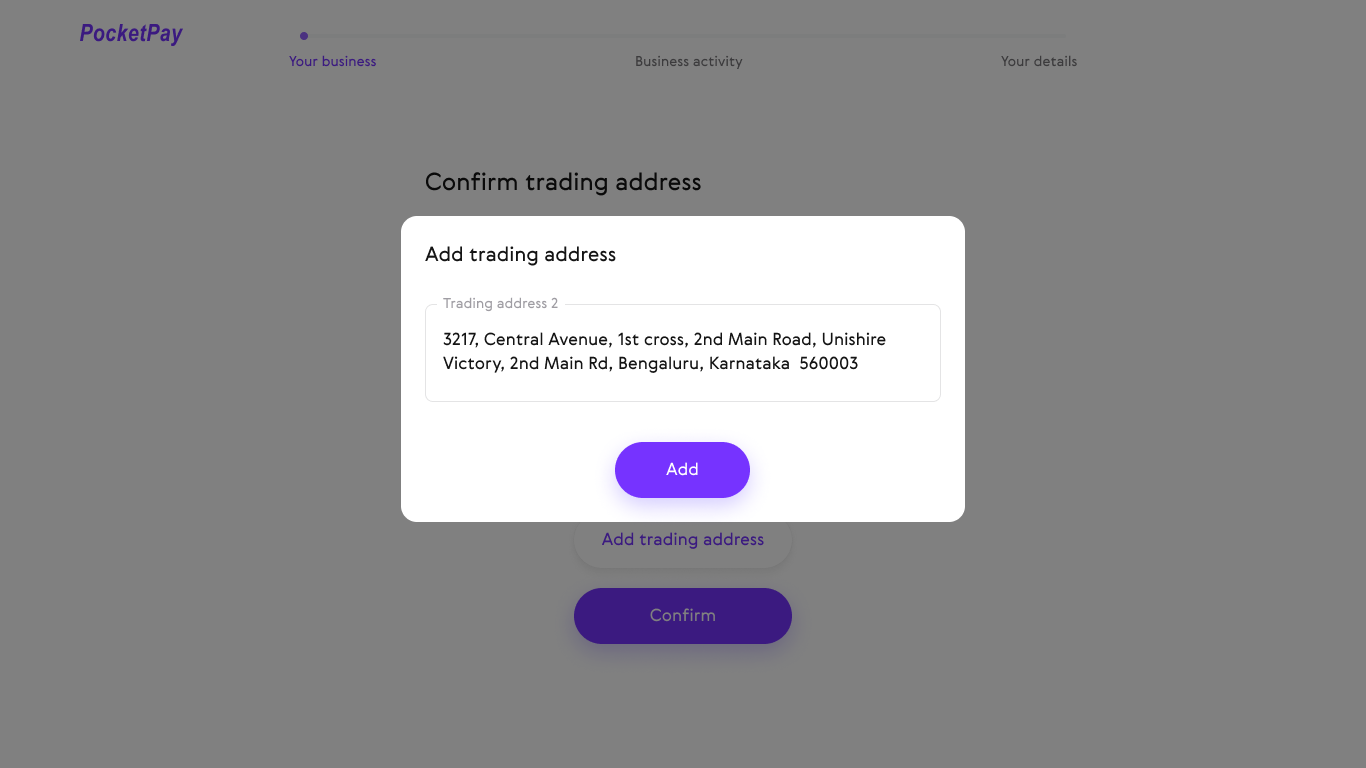 PocketPay
Your business
Business activity
Your details
Confirm trading address
Add trading address
Trading address 2
3217, Central Avenue, 1st cross, 2nd Main Road, Unishire
Victory, 2nd Main Rd, Bengaluru, Karnataka  560003
Add
Add trading address
Confirm